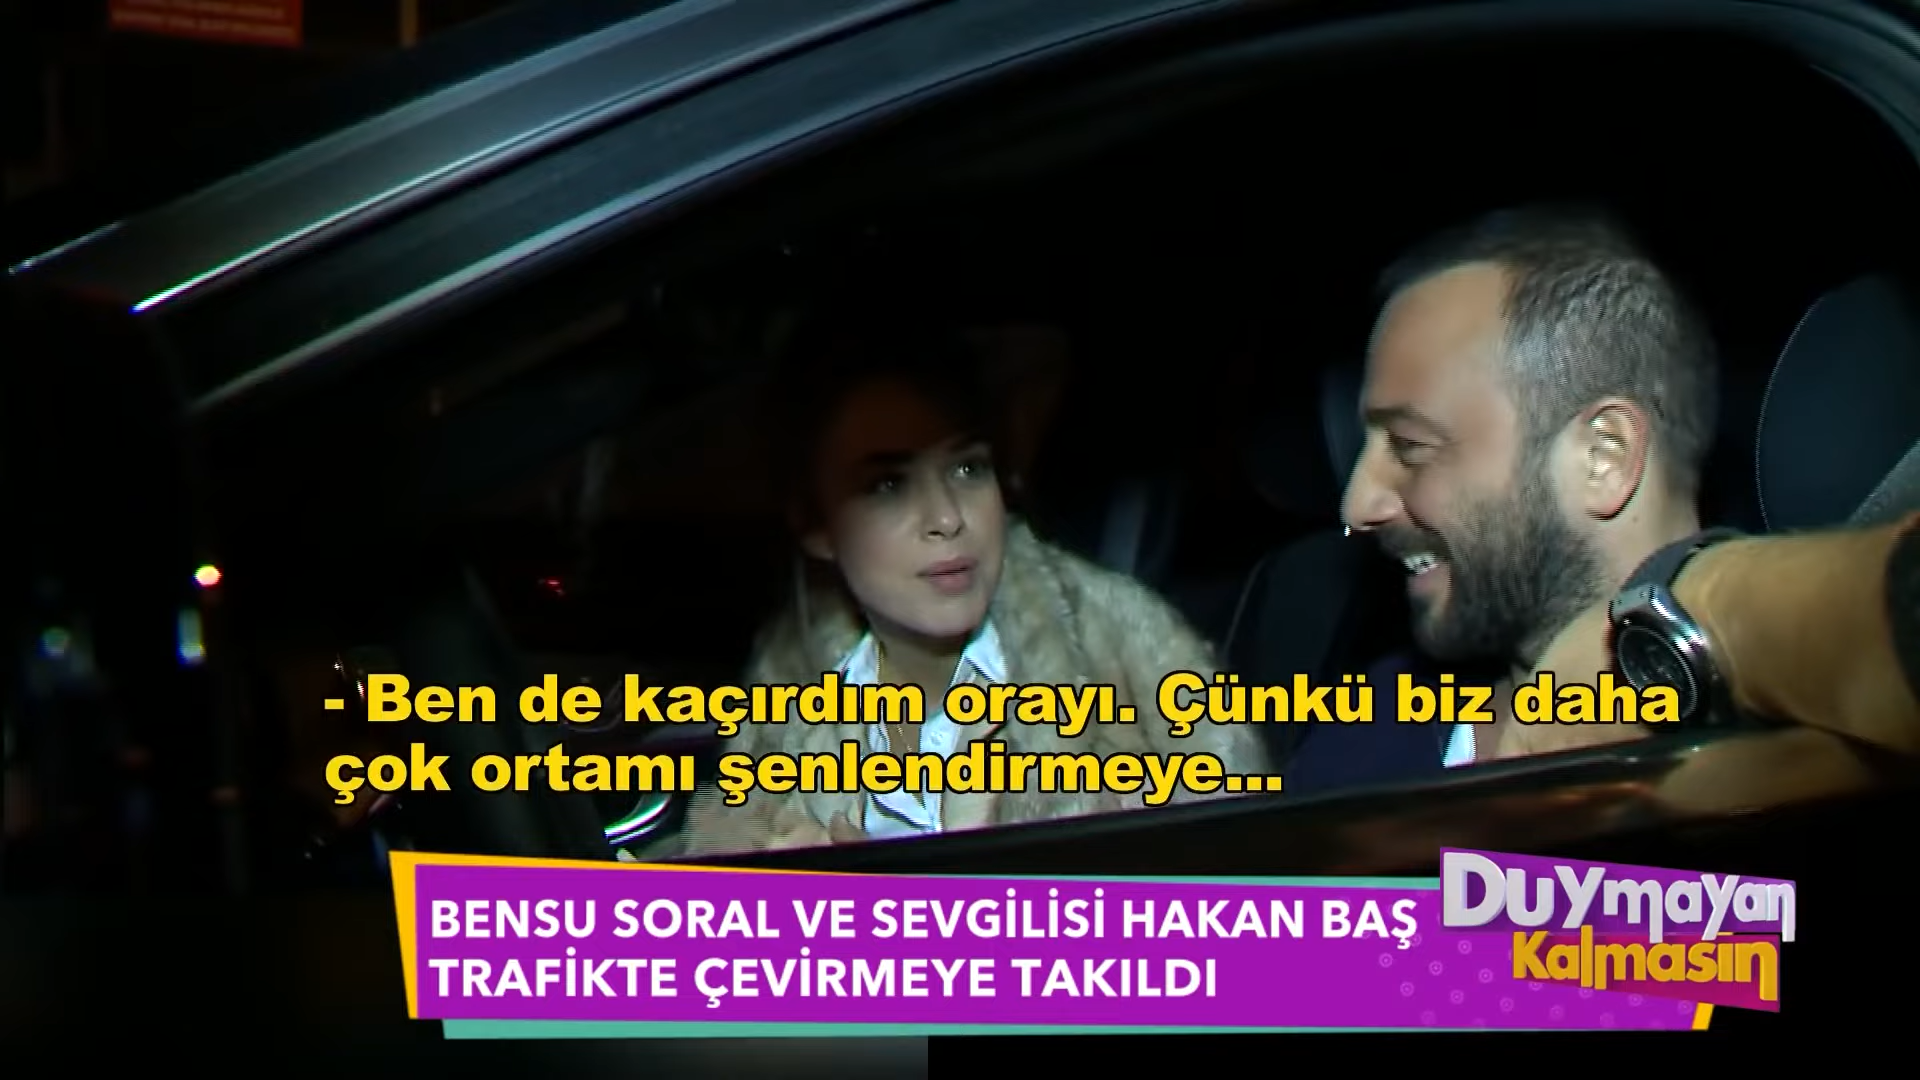 - Ben de kaçırdım orayı. Çünkü biz daha
çok ortamı şenlendirmeye...
BENSU SORAL VE SEVGİLİSİ HAKAN BAŞ
TRAFİKTE ÇEVİRMEYE TAKILDI
Duymayan
Kalmasın